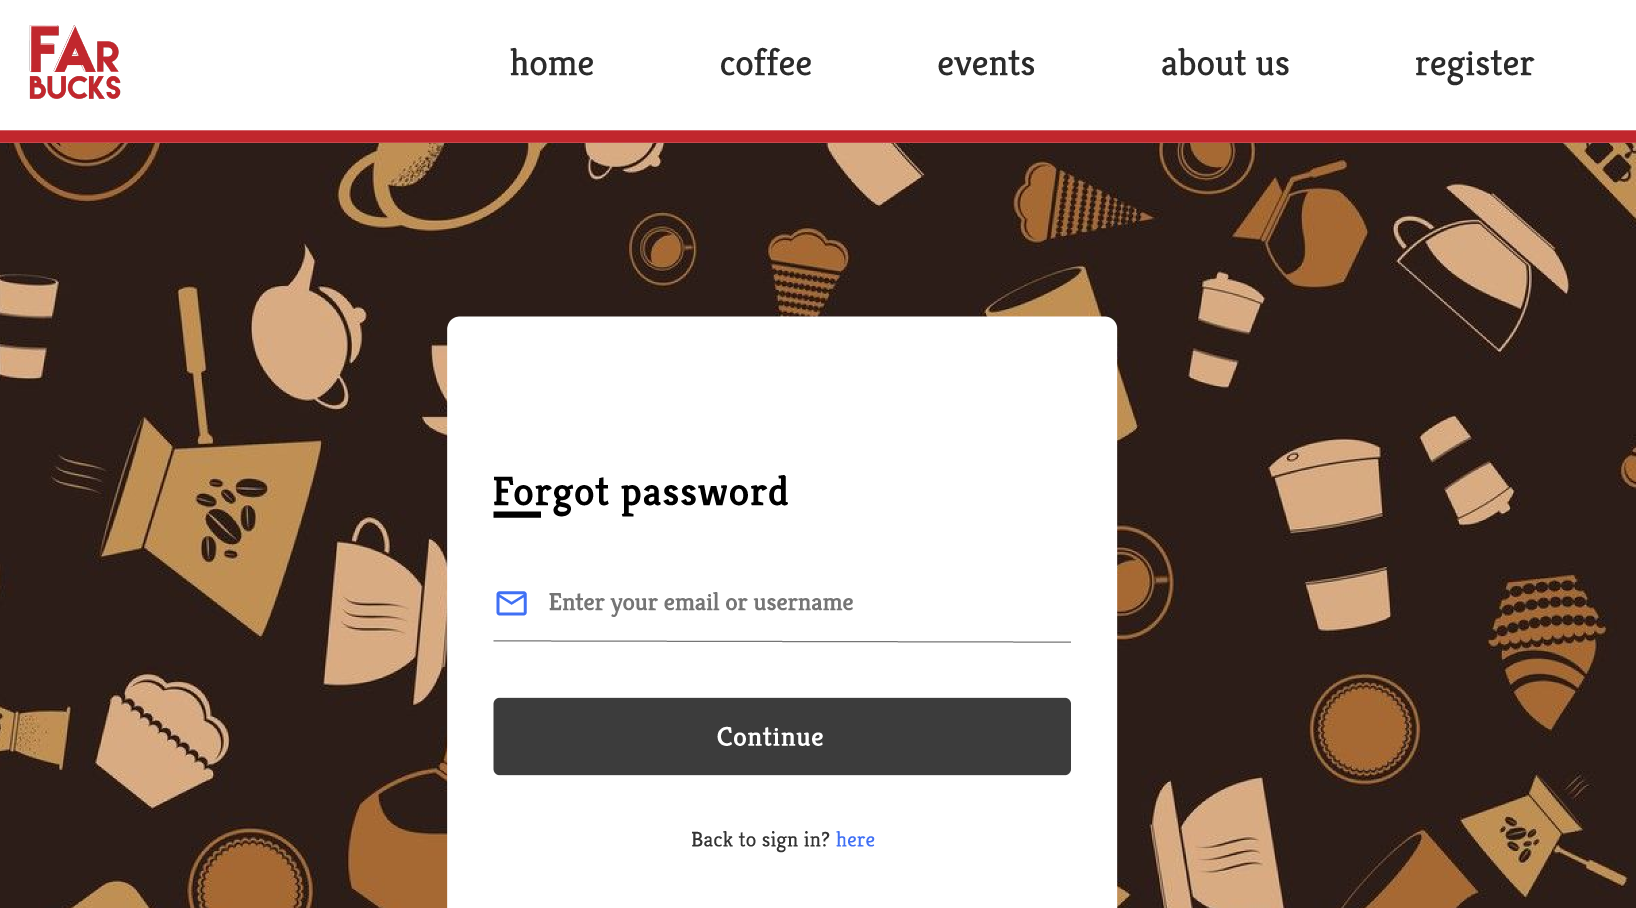 FAR
BUCKS
home coffee events about us register
Forgot password
Enter your email or username
Continue
Back to sign in? here